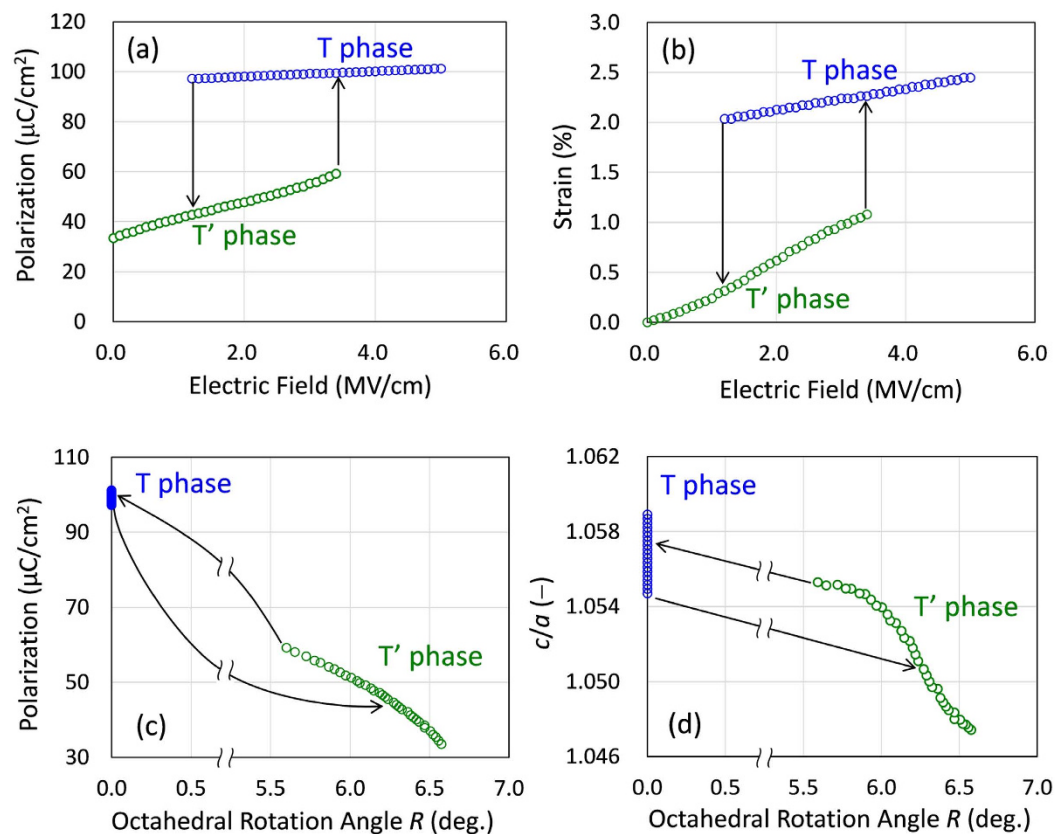 (a)
T phase
T’ phase
Polarization (μC/cm²)
120
100
80
60
40
20
0
0.0
2.0
4.0
6.0
Electric Field (MV/cm)
(b)
T phase
T’ phase
Strain (%)
3.0
2.5
2.0
1.5
1.0
0.5
0.0
0.0
2.0
4.0
6.0
Electric Field (MV/cm)
(c)
T phase
T’ phase
Polarization (μC/cm²)
110
90
70
50
30
0.0
5.5
6.0
6.5
7.0
Octahedral Rotation Angle R (deg.)
(d)
T phase
T’ phase
c/a (−)
1.062
1.058
1.054
1.050
1.046
0.0
0.5
6.0
6.5
7.0
Octahedral Rotation Angle R (deg.)